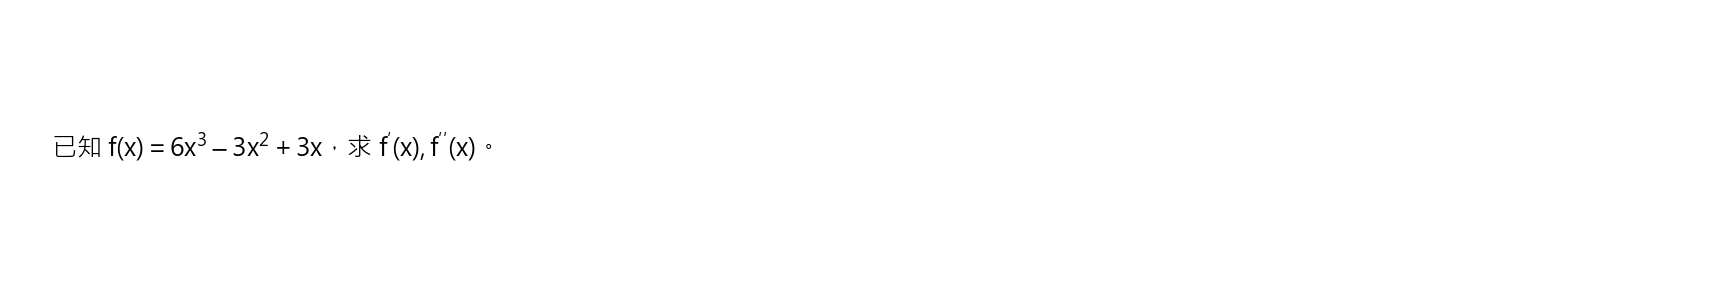 已知 f(x) = 6x³ – 3x² + 3x，求 f′(x), f′′(x)。